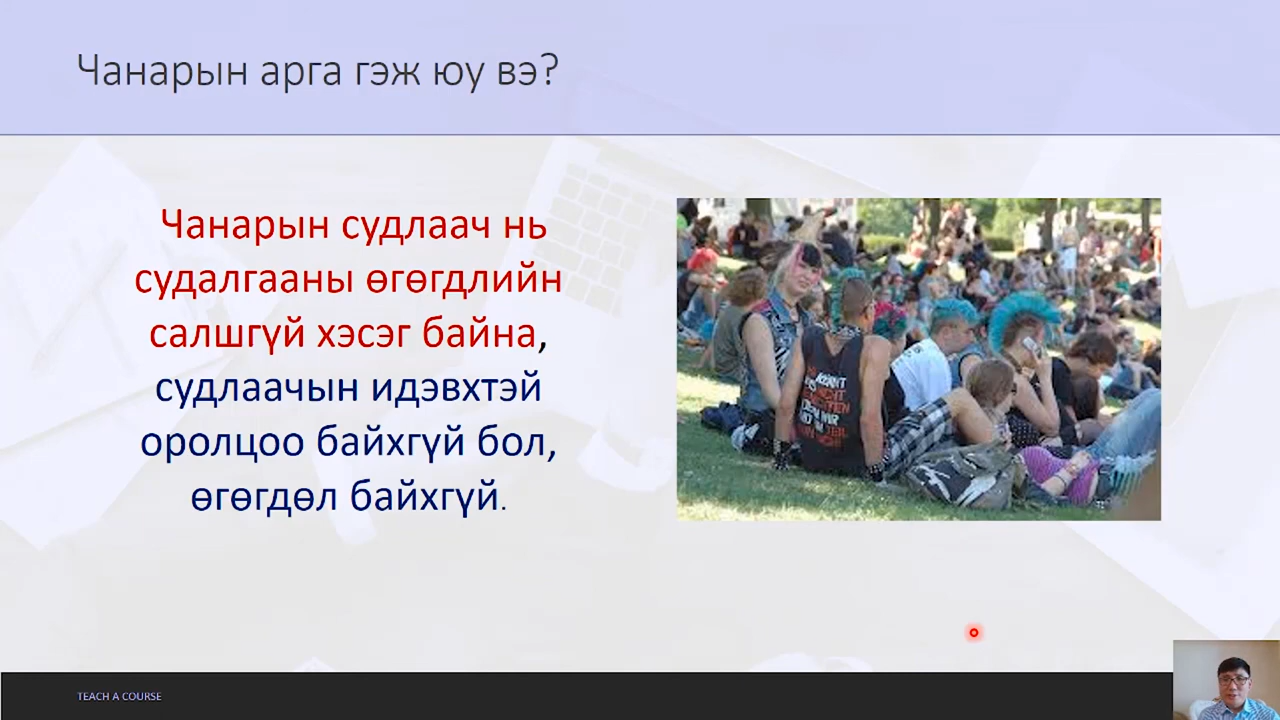 Чанарын арга гэж юу вэ?
Чанарын судлаач нь
судалгааны өгөгдлийн
салшгүй хэсэг байна,
судлаачын идэвхтэй
оролцоо байхгүй бол,
өгөгдөл байхгүй.
TEACH A COURSE